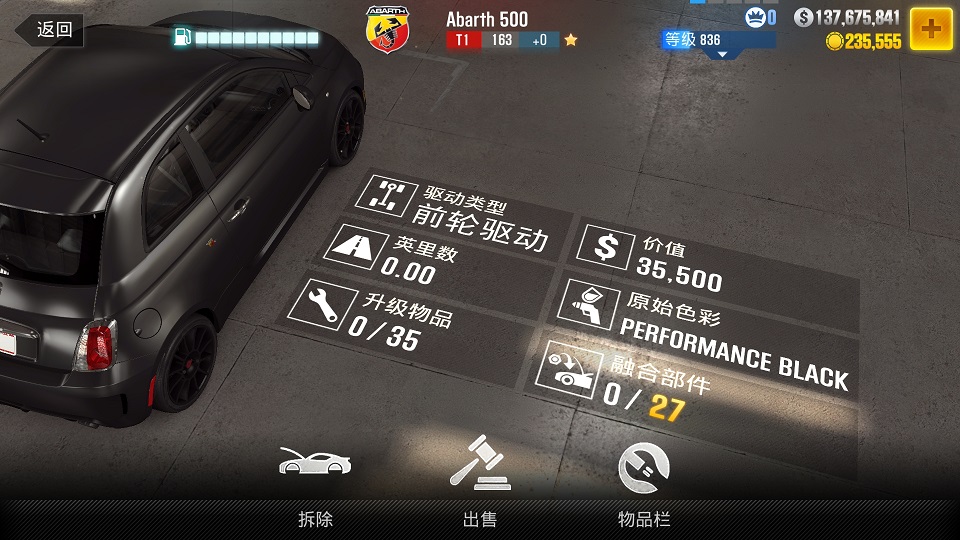 返回
ABARTH
Abarth 500
T1 163 +0
等级 836
0
$ 137,675,841
235,555
+
驱动类型
前轮驱动
英里数
0.00
升级物品
0/35
$
价值
35,500
原始色彩
PERFORMANCE BLACK
融合部件
0/27
拆除
出售
物品栏